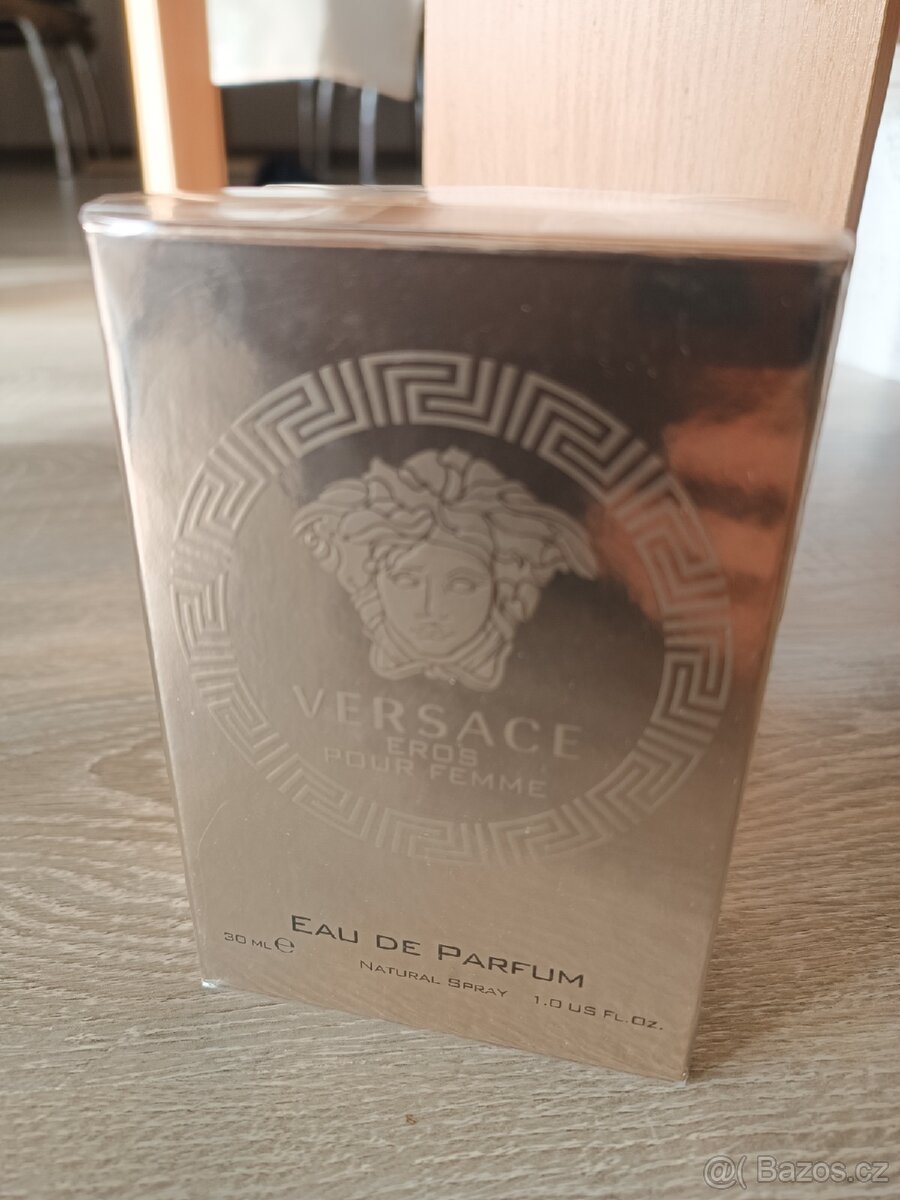 VERSACE
EROS
POUR FEMME
EAU DE PARFUM
30 ML ℮
NATURAL SPRAY 1.0 US FL.OZ.
@( Bazos.cz